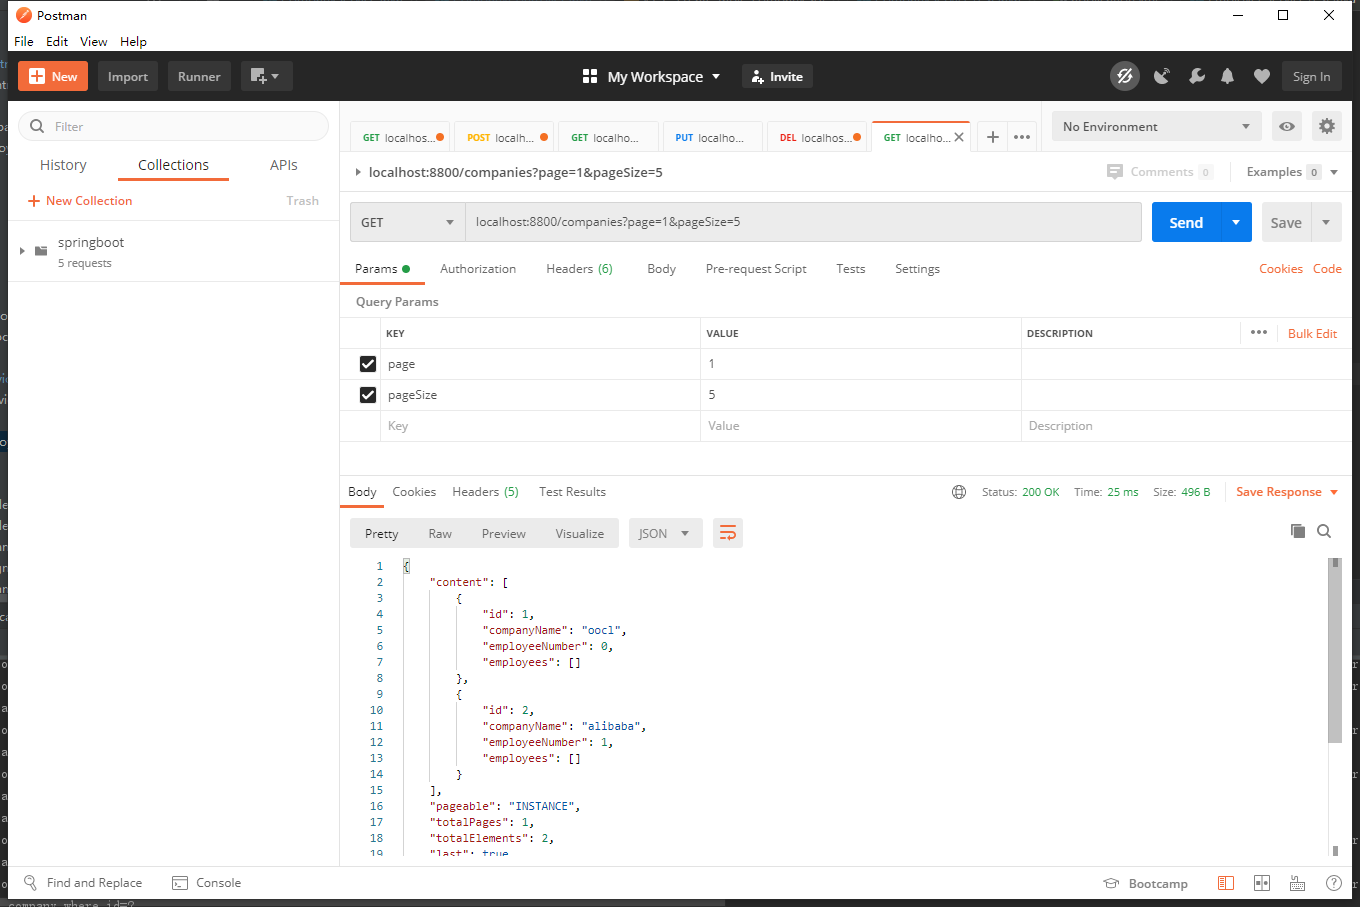 Postman
File Edit View Help
New Import Runner My Workspace Invite Sign In
Filter
History Collections APIs
New Collection Trash
springboot
5 requests
GET localhos... POST localh... GET localho... PUT localho... DEL localhos... GET localho... No Environment
localhost:8800/companies?page=1&pageSize=5 Comments 0 Examples 0
GET localhost:8800/companies?page=1&pageSize=5 Send Save
Params Authorization Headers (6) Body Pre-request Script Tests Settings Cookies Code
Query Params
KEY VALUE DESCRIPTION Bulk Edit
page 1
pageSize 5
Key Value Description
Body Cookies Headers (5) Test Results Status: 200 OK Time: 25 ms Size: 496 B Save Response
Pretty Raw Preview Visualize JSON
1 {
2 "content": [
3 {
4 "id": 1,
5 "companyName": "oocl",
6 "employeeNumber": 0,
7 "employees": []
8 },
9 {
10 "id": 2,
11 "companyName": "alibaba",
12 "employeeNumber": 1,
13 "employees": []
14 }
15 ],
16 "pageable": "INSTANCE",
17 "totalPages": 1,
18 "totalElements": 2,
19 "last": true
Find and Replace Console Bootcamp
company where id=?